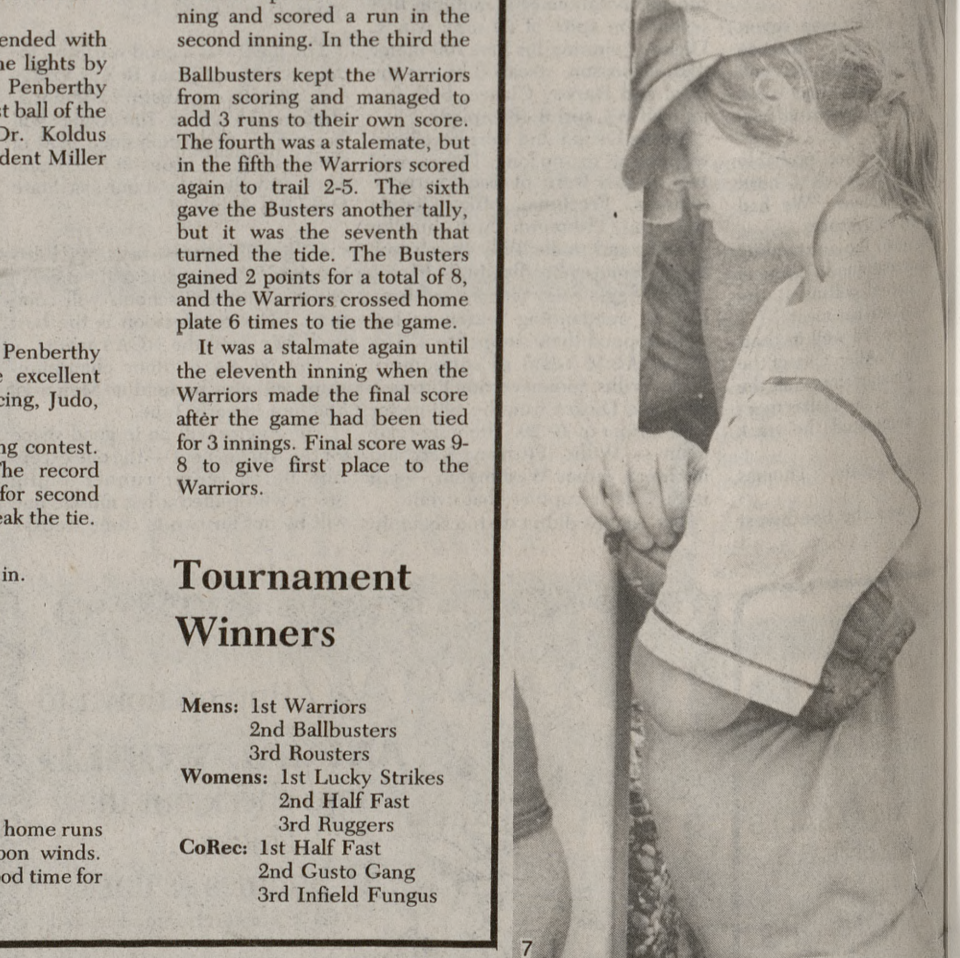 ended with
e lights by
Penberthy
t ball of the
Dr. Koldus
dent Miller
Penberthy
excellent
cing, Judo,
ng contest.
he record
for second
eak the tie.
in.
home runs
oon winds.
od time for
ning and scored a run in the
second inning. In the third the
Ballbusters kept the Warriors
from scoring and managed to
add 3 runs to their own score.
The fourth was a stalemate, but
in the fifth the Warriors scored
again to trail 2-5. The sixth
gave the Busters another tally,
but it was the seventh that
turned the tide. The Busters
gained 2 points for a total of 8,
and the Warriors crossed home
plate 6 times to tie the game.
It was a stalmate again until
the eleventh inning when the
Warriors made the final score
after the game had been tied
for 3 innings. Final score was 9-
8 to give first place to the
Warriors.
Tournament
Winners
Mens: 1st Warriors
2nd Ballbusters
3rd Rousters
Womens: 1st Lucky Strikes
2nd Half Fast
3rd Ruggers
CoRec: 1st Half Fast
2nd Gusto Gang
3rd Infield Fungus
7